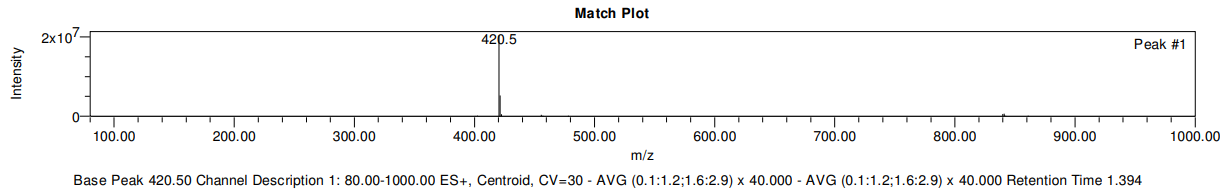 Match Plot
2x10⁷
420.5
Peak #1
Intensity
0
100.00 200.00 300.00 400.00 500.00 600.00 700.00 800.00 900.00 1000.00
m/z
Base Peak 420.50 Channel Description 1: 80.00-1000.00 ES+, Centroid, CV=30 - AVG (0.1:1.2;1.6:2.9) x 40.000 - AVG (0.1:1.2;1.6:2.9) x 40.000 Retention Time 1.394